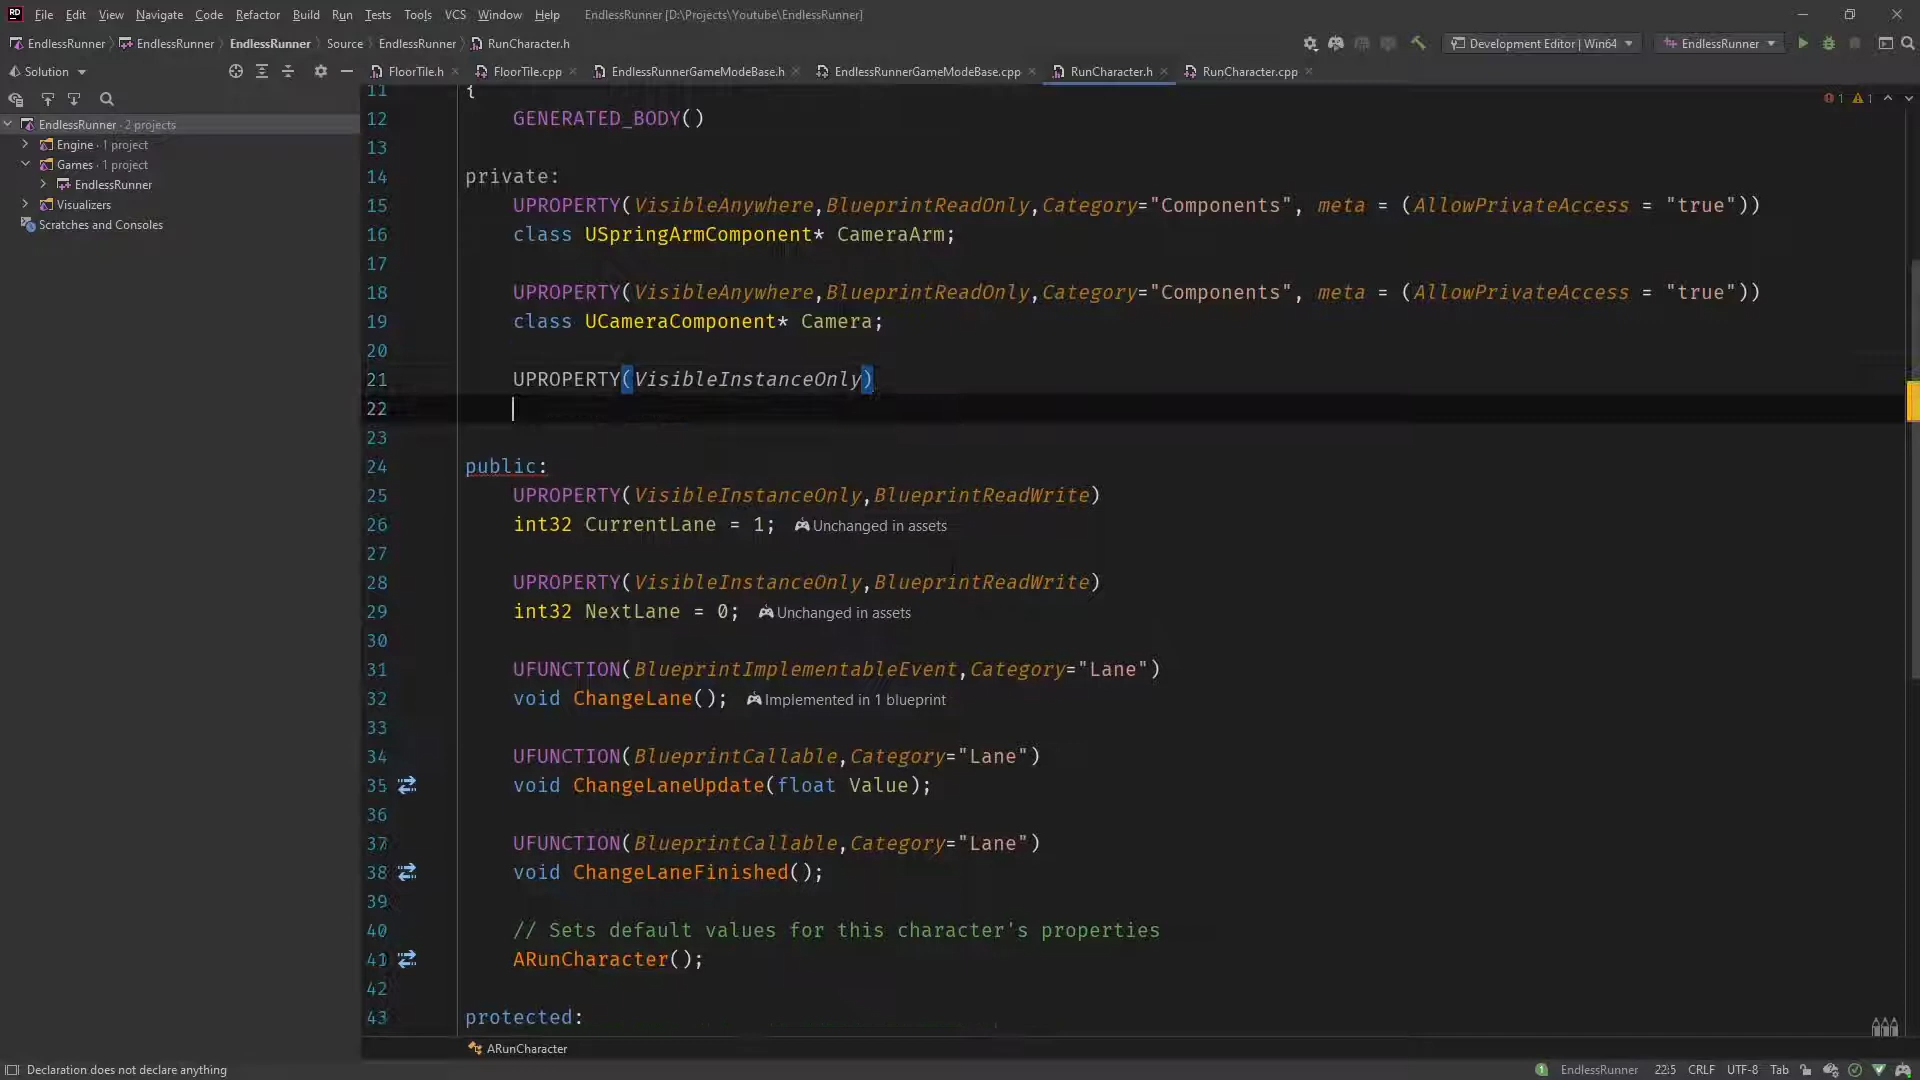 RD File Edit View Navigate Code Refactor Build Run Tests Tools VCS Window Help EndlessRunner [D:\Projects\Youtube\EndlessRunner]
EndlessRunner EndlessRunner EndlessRunner Source EndlessRunner RunCharacter.h Development Editor | Win64 EndlessRunner
Solution FloorTile.h FloorTile.cpp EndlessRunnerGameModeBase.h EndlessRunnerGameModeBase.cpp RunCharacter.h RunCharacter.cpp
EndlessRunner · 2 projects
Engine · 1 project
Games · 1 project
EndlessRunner
Visualizers
Scratches and Consoles
1 1
11 {
12 GENERATED_BODY()
13
14 private:
15 UPROPERTY(VisibleAnywhere,BlueprintReadOnly,Category="Components", meta = (AllowPrivateAccess = "true"))
16 class USpringArmComponent* CameraArm;
17
18 UPROPERTY(VisibleAnywhere,BlueprintReadOnly,Category="Components", meta = (AllowPrivateAccess = "true"))
19 class UCameraComponent* Camera;
20
21 UPROPERTY(VisibleInstanceOnly)
22
23
24 public:
25 UPROPERTY(VisibleInstanceOnly,BlueprintReadWrite)
26 int32 CurrentLane = 1; Unchanged in assets
27
28 UPROPERTY(VisibleInstanceOnly,BlueprintReadWrite)
29 int32 NextLane = 0; Unchanged in assets
30
31 UFUNCTION(BlueprintImplementableEvent,Category="Lane")
32 void ChangeLane(); Implemented in 1 blueprint
33
34 UFUNCTION(BlueprintCallable,Category="Lane")
35 void ChangeLaneUpdate(float Value);
36
37 UFUNCTION(BlueprintCallable,Category="Lane")
38 void ChangeLaneFinished();
39
40 // Sets default values for this character's properties
41 ARunCharacter();
42
43 protected:
ARunCharacter
Declaration does not declare anything 1 EndlessRunner 22:5 CRLF UTF-8 Tab